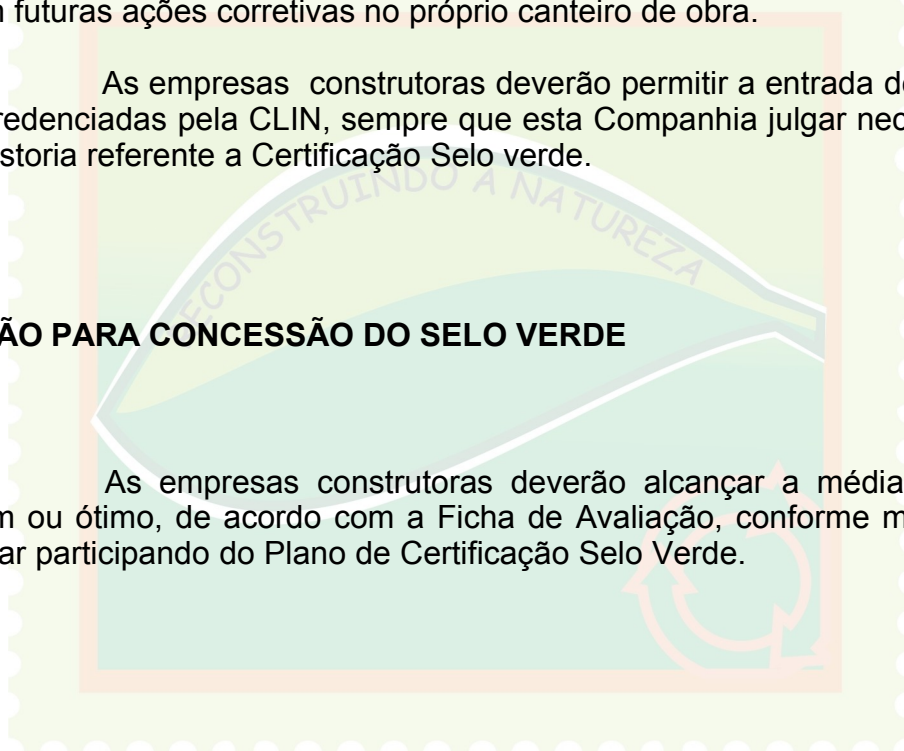 futuras ações corretivas no próprio canteiro de obra.
As empresas construtoras deverão permitir a entrada
redenciadas pela CLIN, sempre que esta Companhia julgar nec
storia referente a Certificação Selo verde.
ECONSTRUINDO A NATUREZA
ÃO PARA CONCESSÃO DO SELO VERDE
As empresas construtoras deverão alcançar a média
m ou ótimo, de acordo com a Ficha de Avaliação, conforme m
ar participando do Plano de Certificação Selo Verde.